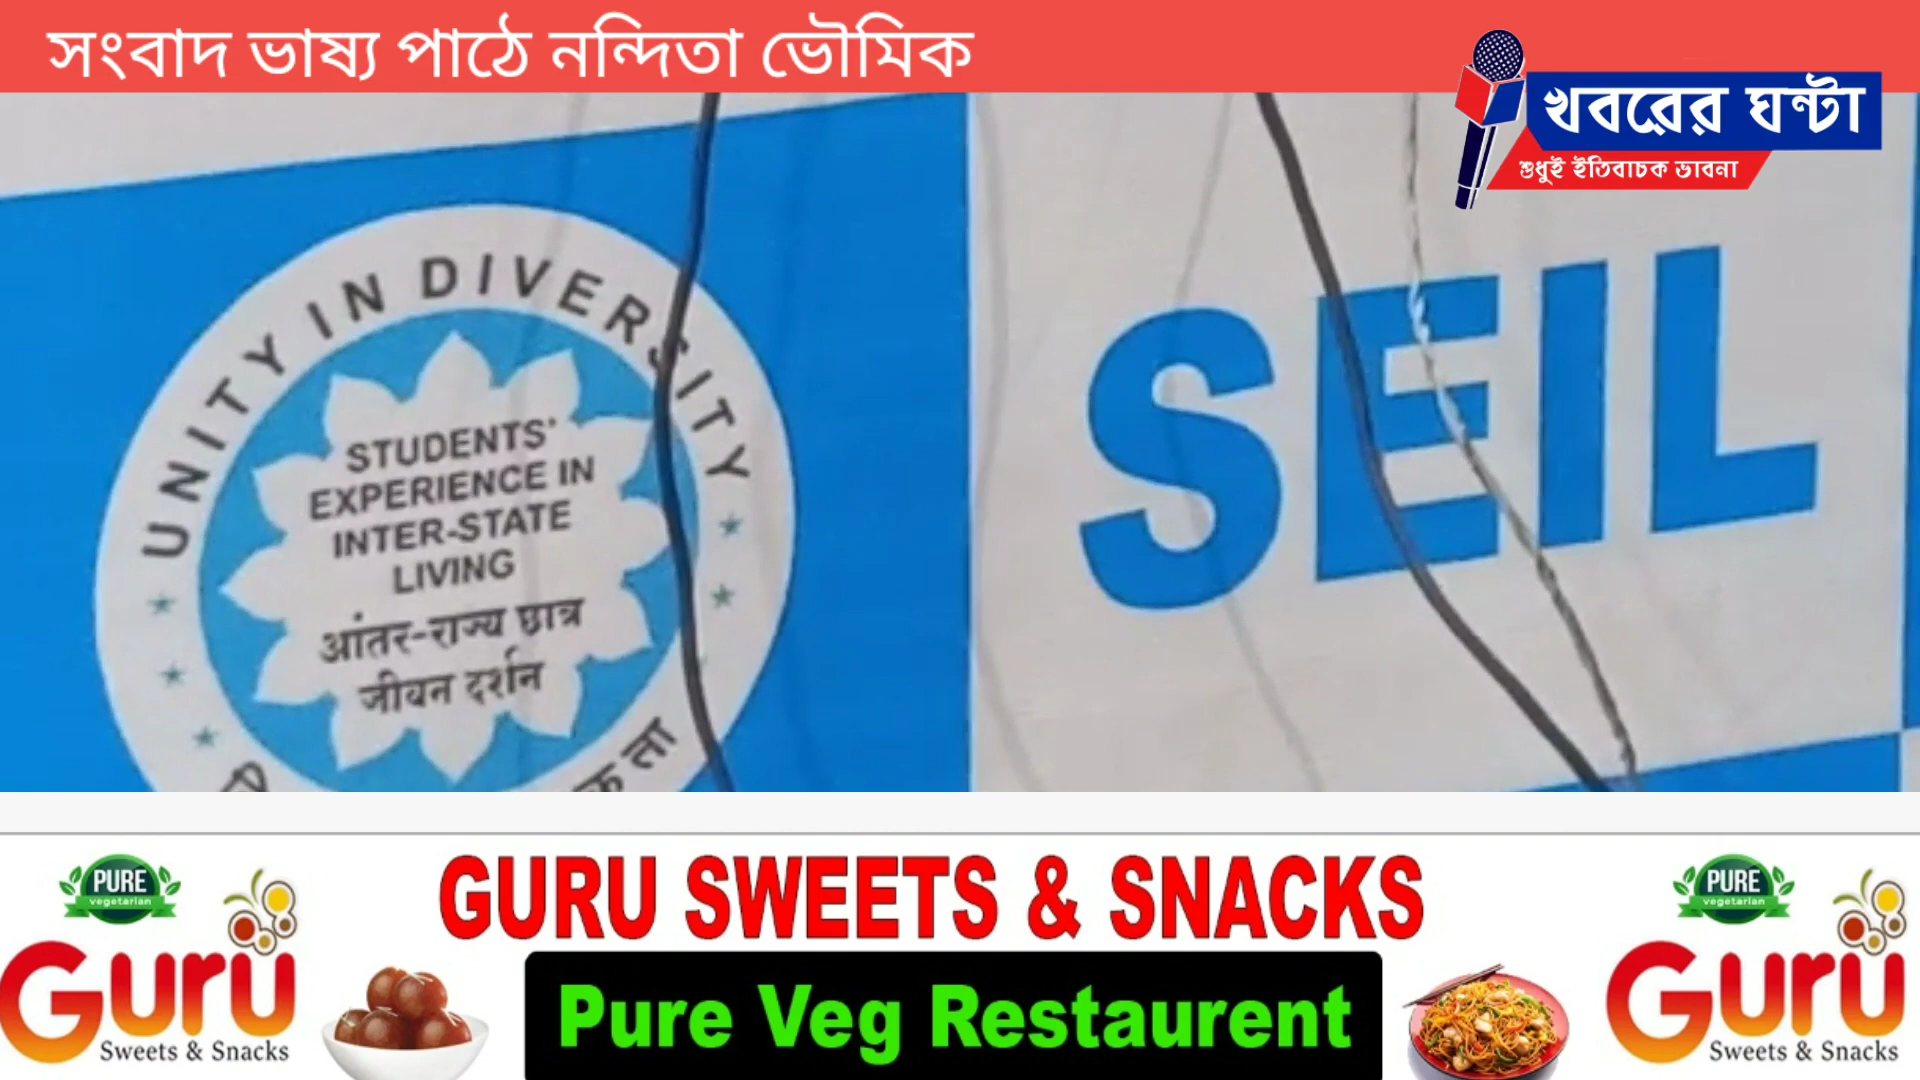 সংবাদ ভাষ্য পাঠে নন্দিতা ভৌমিক
খবরের ঘন্টা
শুধুই ইতিবাচক ভাবনা
UNITY IN DIVERSITY
STUDENTS'
EXPERIENCE IN
INTER-STATE
LIVING
आंतर-राज्य छात्र
जीवन दर्शन
SEIL
PURE
vegetarian
Guru
Sweets & Snacks
GURU SWEETS & SNACKS
Pure Veg Restaurent
PURE
vegetarian
Guru
Sweets & Snacks